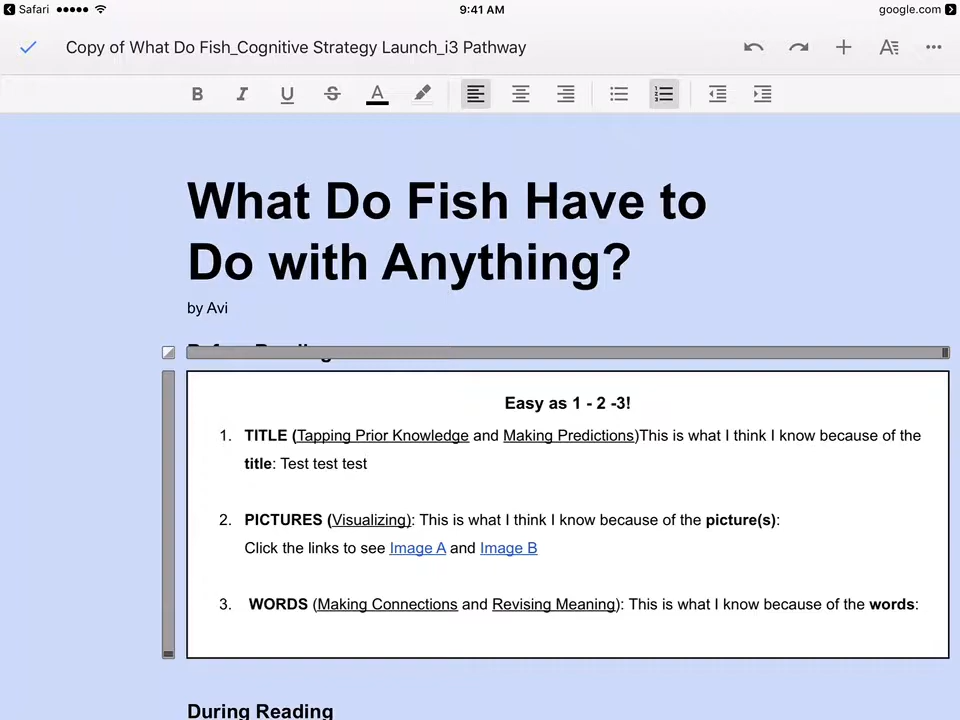 Safari 9:41 AM google.com
Copy of What Do Fish_Cognitive Strategy Launch_i3 Pathway
B I U S A
What Do Fish Have to
Do with Anything?
by Avi
Before Reading
Easy as 1 - 2 -3!
1. TITLE (Tapping Prior Knowledge and Making Predictions)This is what I think I know because of the
title: Test test test
2. PICTURES (Visualizing): This is what I think I know because of the picture(s):
Click the links to see Image A and Image B
3. WORDS (Making Connections and Revising Meaning): This is what I know because of the words:
During Reading